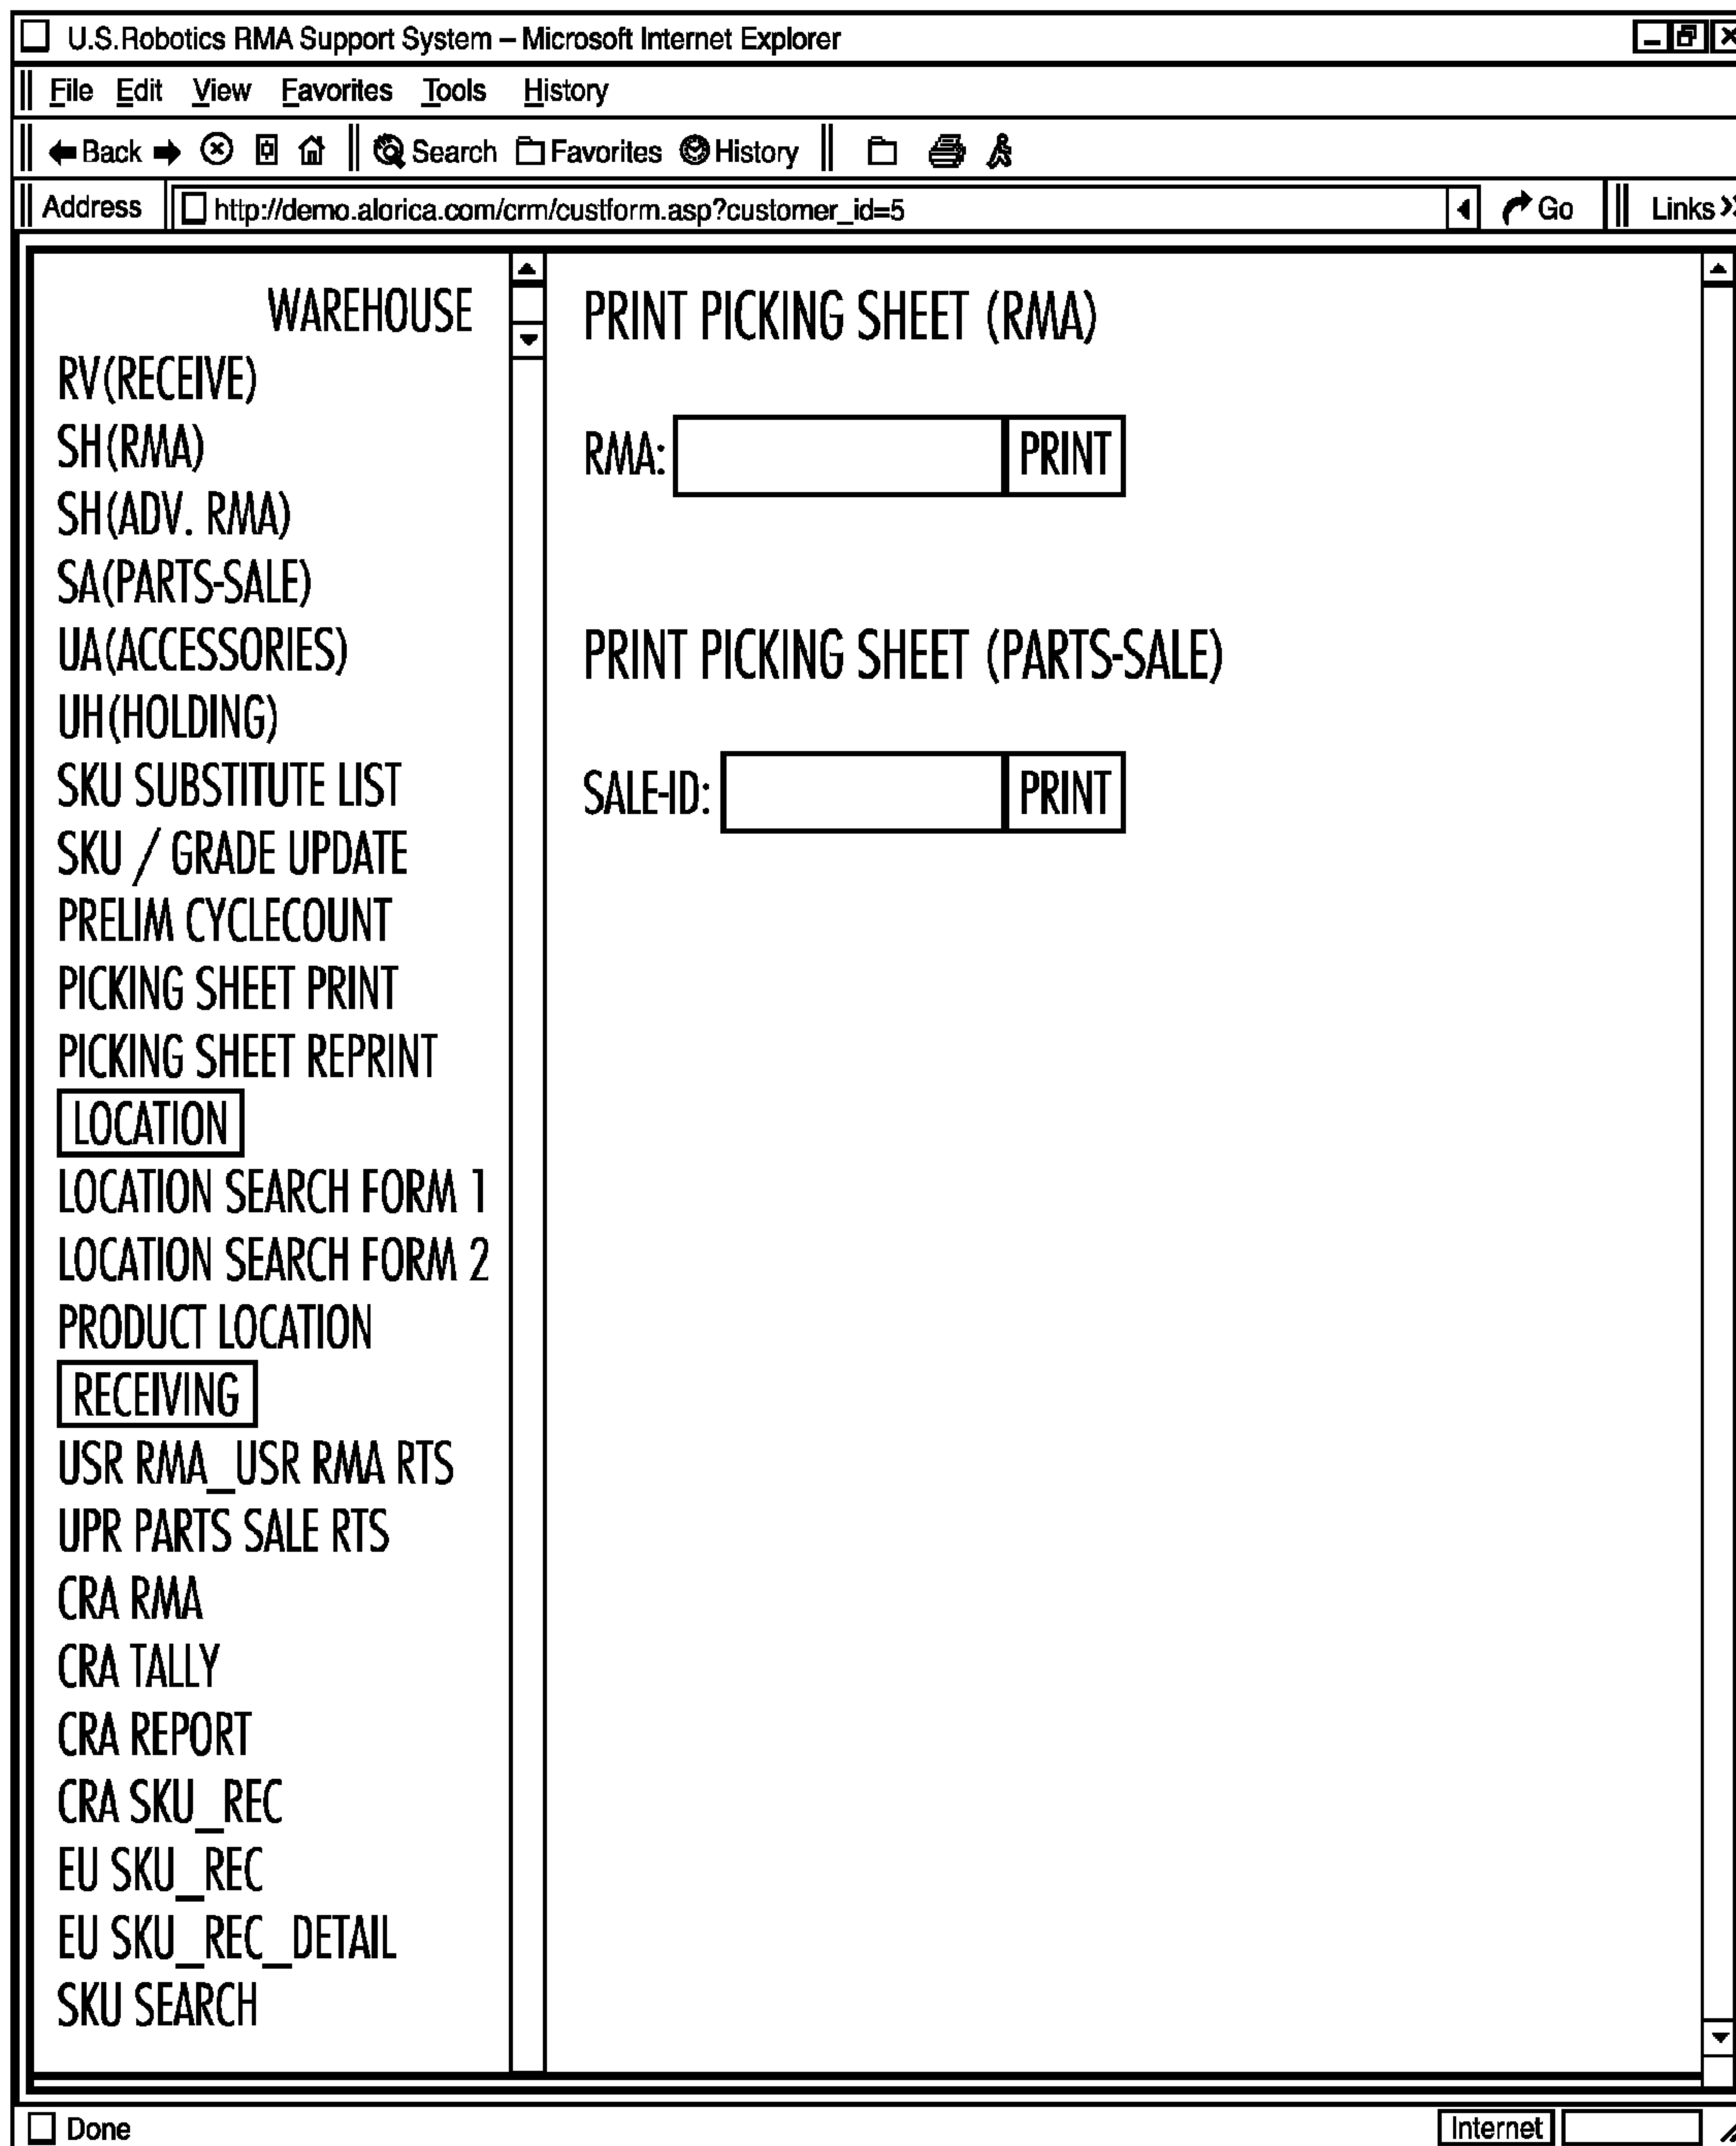 U.S.Robotics RMA Support System – Microsoft Internet Explorer
File Edit View Favorites Tools History
Back Search Favorites History
Address http://demo.alorica.com/crm/custform.asp?customer_id=5 Go Links
WAREHOUSE
RV(RECEIVE)
SH(RMA)
SH(ADV. RMA)
SA(PARTS-SALE)
UA(ACCESSORIES)
UH(HOLDING)
SKU SUBSTITUTE LIST
SKU / GRADE UPDATE
PRELIM CYCLECOUNT
PICKING SHEET PRINT
PICKING SHEET REPRINT
LOCATION
LOCATION SEARCH FORM 1
LOCATION SEARCH FORM 2
PRODUCT LOCATION
RECEIVING
USR RMA_USR RMA RTS
UPR PARTS SALE RTS
CRA RMA
CRA TALLY
CRA REPORT
CRA SKU_REC
EU SKU_REC
EU SKU_REC_DETAIL
SKU SEARCH
PRINT PICKING SHEET (RMA)
RMA: PRINT
PRINT PICKING SHEET (PARTS-SALE)
SALE-ID: PRINT
Done Internet